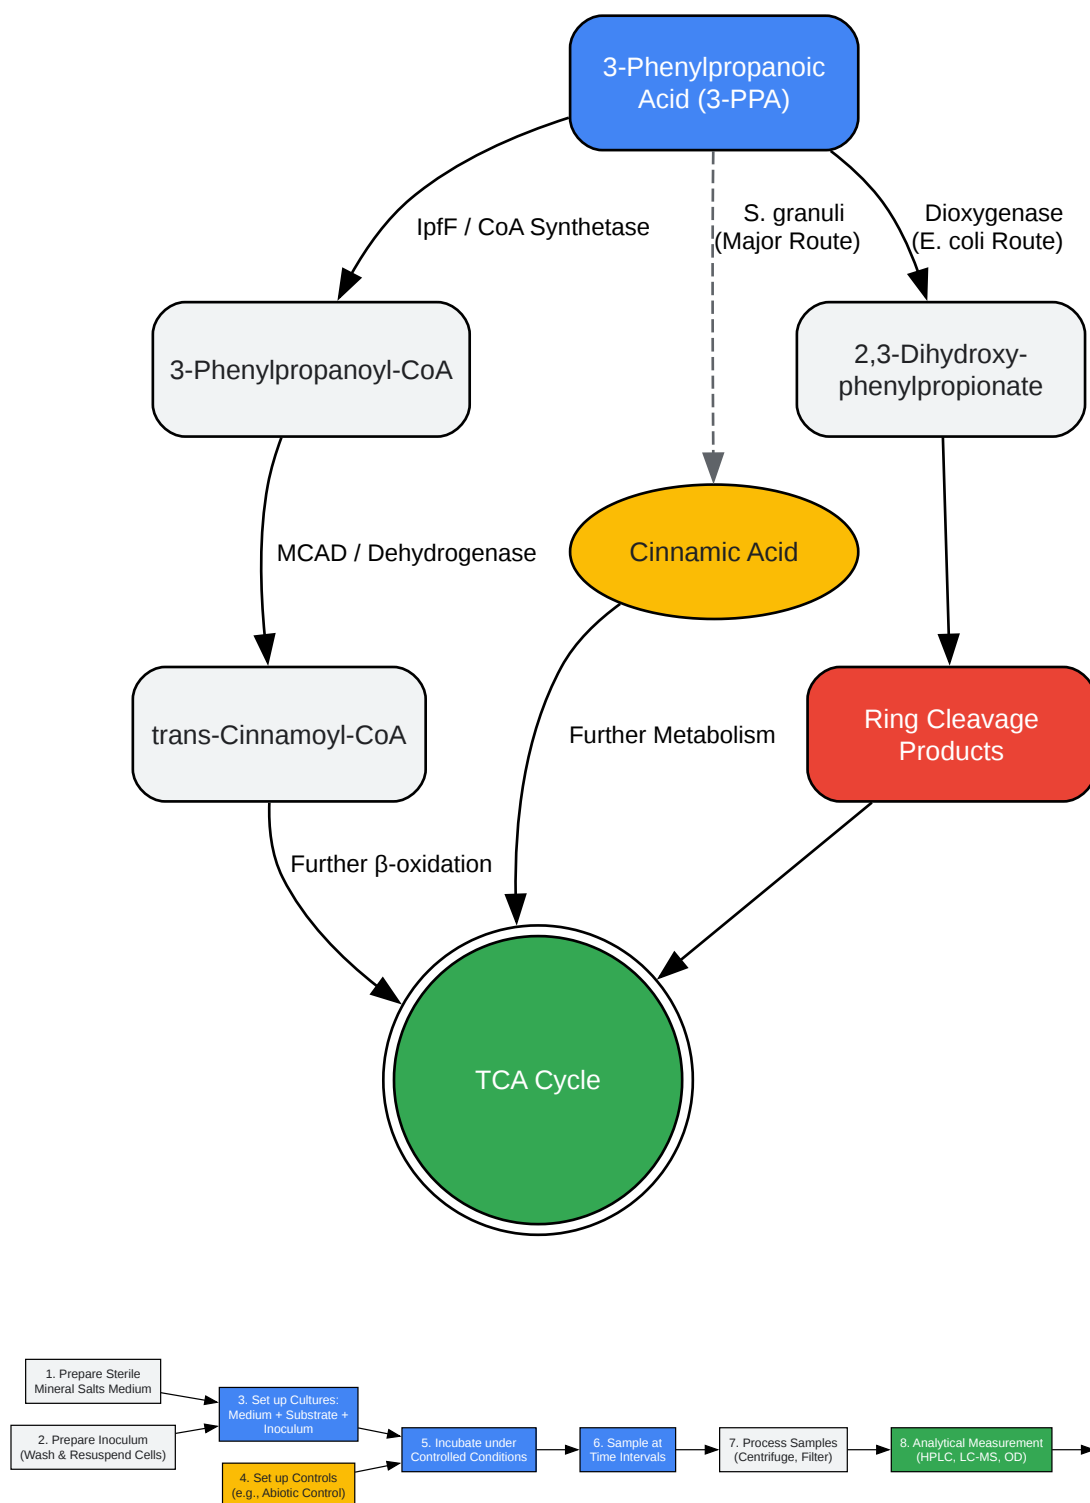 3-Phenylpropanoic
Acid (3-PPA)
IpfF / CoA Synthetase
S. granuli
(Major Route)
Dioxygenase
(E. coli Route)
3-Phenylpropanoyl-CoA
2,3-Dihydroxy-
phenylpropionate
MCAD / Dehydrogenase
Cinnamic Acid
trans-Cinnamoyl-CoA
Further Metabolism
Ring Cleavage
Products
Further β-oxidation
TCA Cycle
1. Prepare Sterile
Mineral Salts Medium
2. Prepare Inoculum
(Wash & Resuspend Cells)
3. Set up Cultures:
Medium + Substrate +
Inoculum
4. Set up Controls
(e.g., Abiotic Control)
5. Incubate under
Controlled Conditions
6. Sample at
Time Intervals
7. Process Samples
(Centrifuge, Filter)
8. Analytical Measurement
(HPLC, LC-MS, OD)